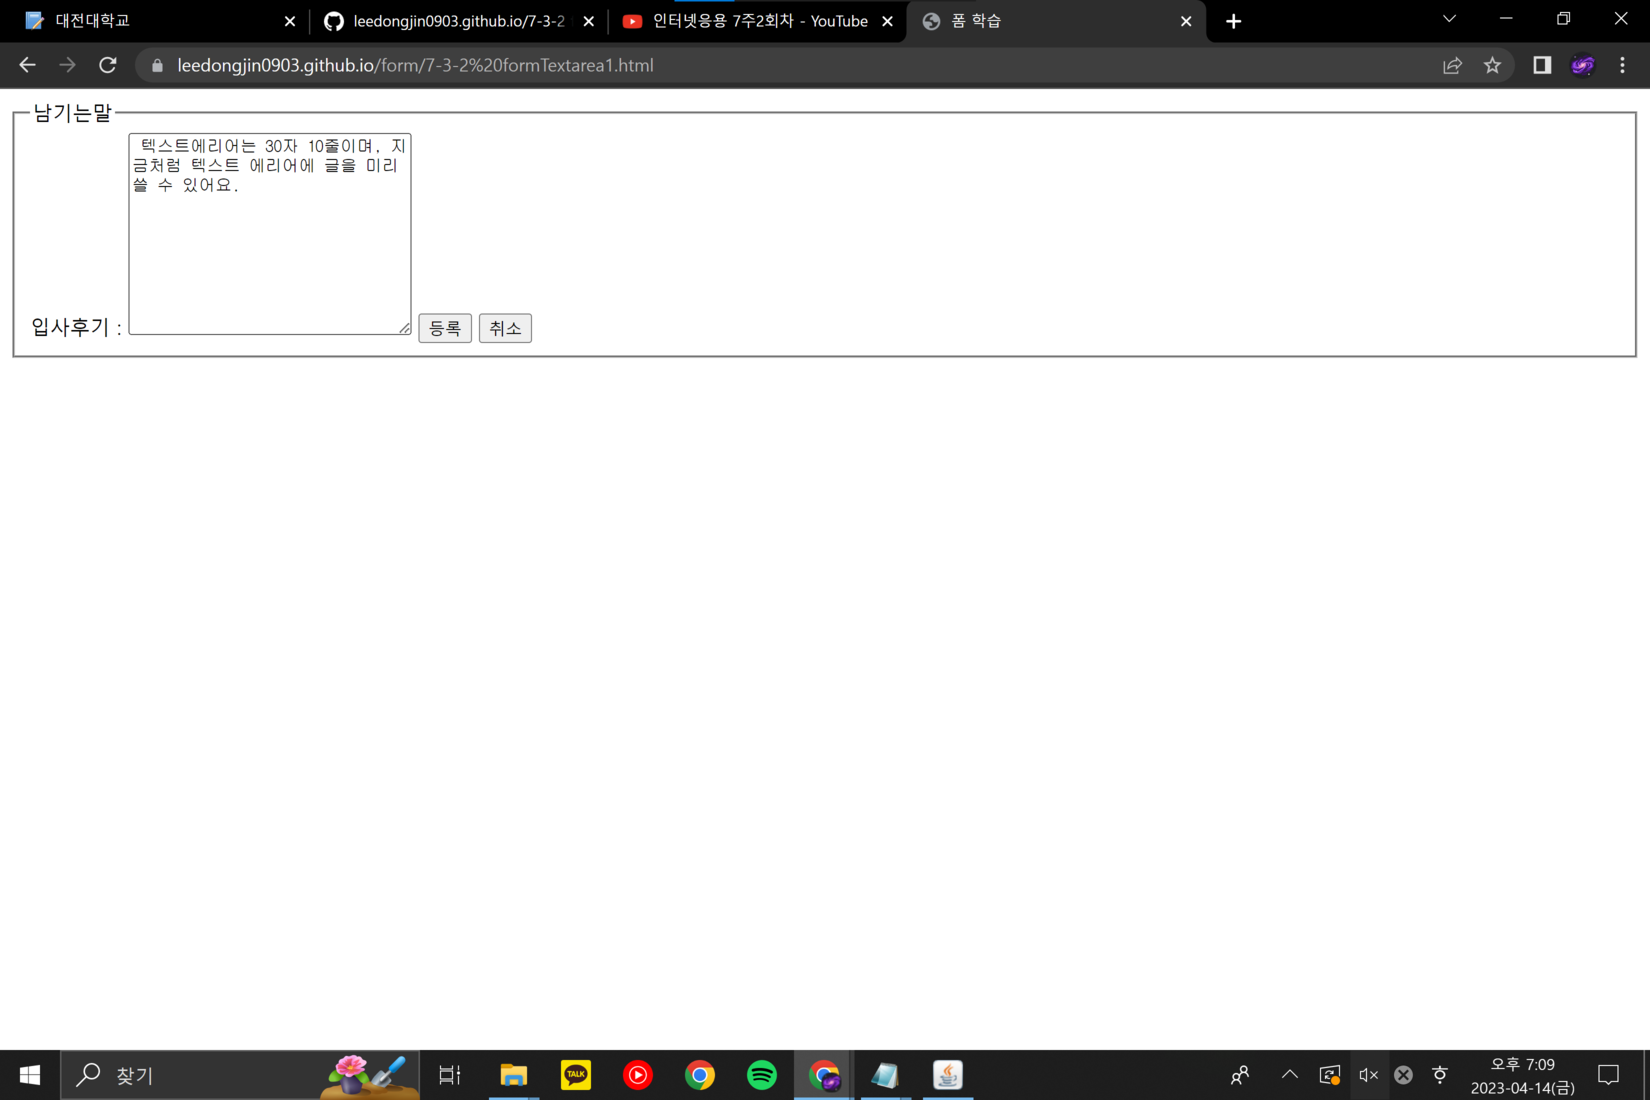 대전대학교
leedongjin0903.github.io/7-3-2
인터넷응용 7주2회차 - YouTube
폼 학습
leedongjin0903.github.io/form/7-3-2%20formTextarea1.html
남기는말
텍스트에리어는 30자 10줄이며, 지
금처럼 텍스트 에리어에 글을 미리
쓸 수 있어요.
입사후기 :
등록
취소
찾기
TALK
오후 7:09
2023-04-14(금)